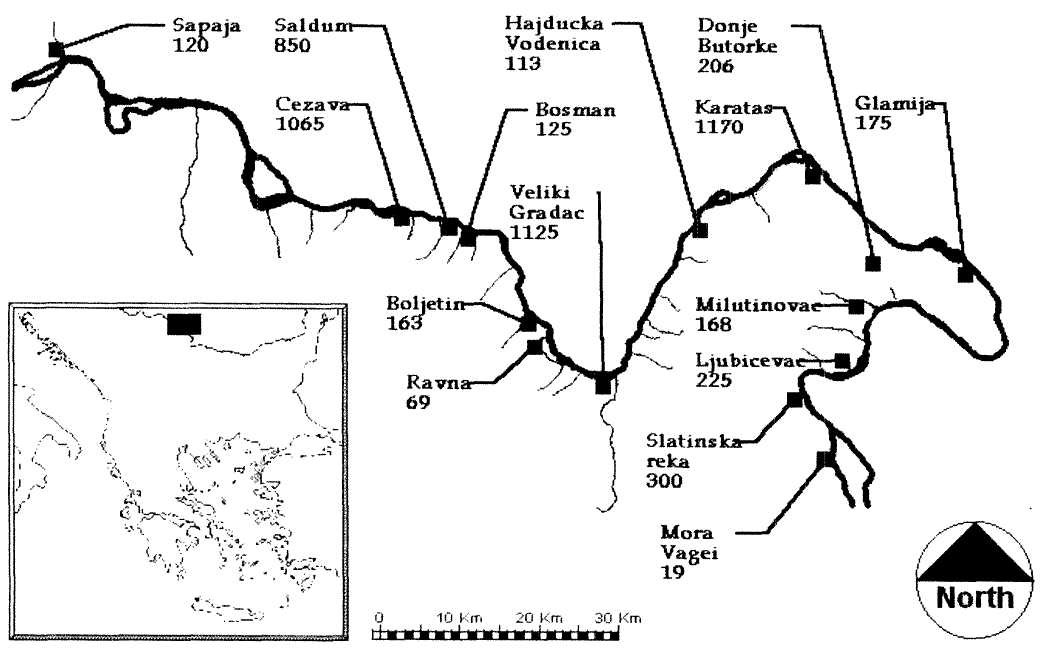 Sapaja
120
Saldum
850
Hajducka
Vodenica
113
Donje
Butorke
206
Cezava
1065
Bosman
125
Karatas
1170
Glamija
175
Veliki
Gradac
1125
Boljetin
163
Milutinovac
168
Ravna
69
Ljubicevac
225
Slatinska
reka
300
Mora
Vagei
19
North
0 10 Km 20 Km 30 Km